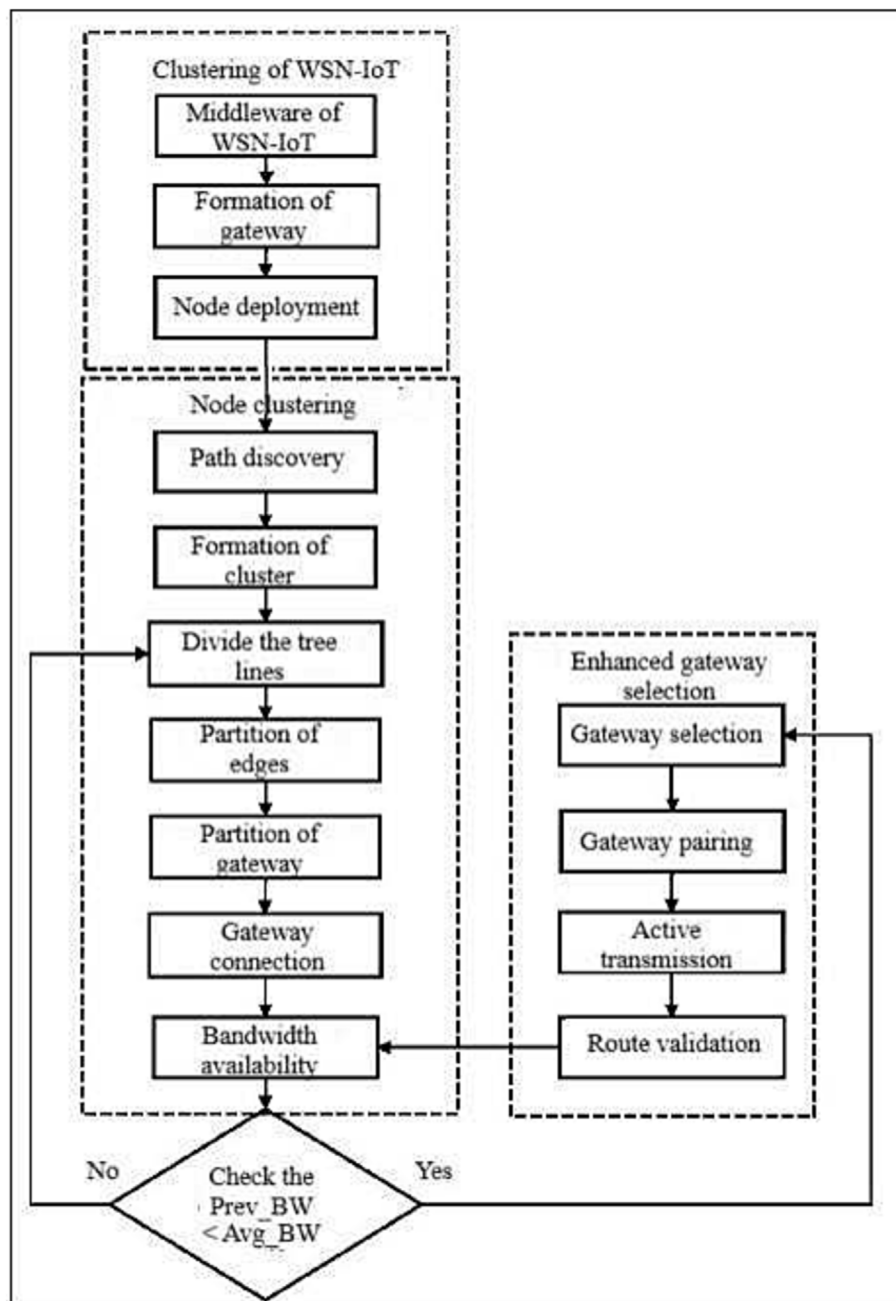 Clustering of WSN-IoT
Middleware of
WSN-IoT
Formation of
gateway
Node deployment
Node clustering
Path discovery
Formation of
cluster
Divide the tree
lines
Partition of
edges
Partition of
gateway
Gateway
connection
Bandwidth
availability
Enhanced gateway
selection
Gateway selection
Gateway pairing
Active
transmission
Route validation
No
Check the
Prev_BW
< Avg_BW
Yes